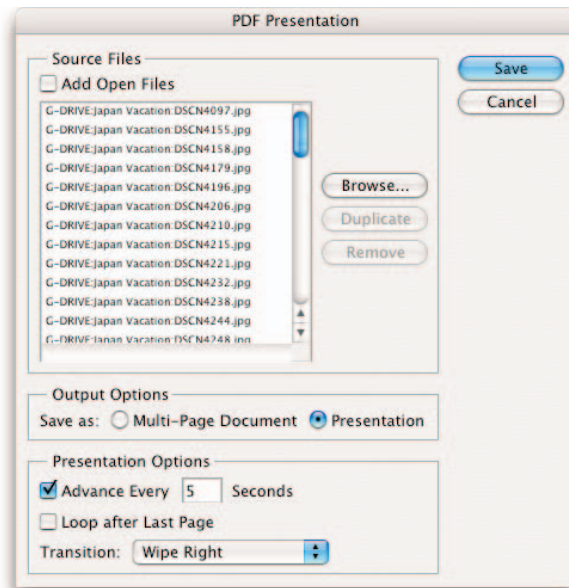 PDF Presentation
Source Files
Add Open Files
G-DRIVE:Japan Vacation:DSCN4097.jpg
G-DRIVE:Japan Vacation:DSCN4155.jpg
G-DRIVE:Japan Vacation:DSCN4158.jpg
G-DRIVE:Japan Vacation:DSCN4179.jpg
G-DRIVE:Japan Vacation:DSCN4196.jpg
G-DRIVE:Japan Vacation:DSCN4206.jpg
G-DRIVE:Japan Vacation:DSCN4210.jpg
G-DRIVE:Japan Vacation:DSCN4215.jpg
G-DRIVE:Japan Vacation:DSCN4221.jpg
G-DRIVE:Japan Vacation:DSCN4232.jpg
G-DRIVE:Japan Vacation:DSCN4238.jpg
G-DRIVE:Japan Vacation:DSCN4244.jpg
G-DRIVE:Japan Vacation:DSCN4248.jpg
Browse...
Duplicate
Remove
Save
Cancel
Output Options
Save as: Multi-Page Document Presentation
Presentation Options
Advance Every 5 Seconds
Loop after Last Page
Transition: Wipe Right